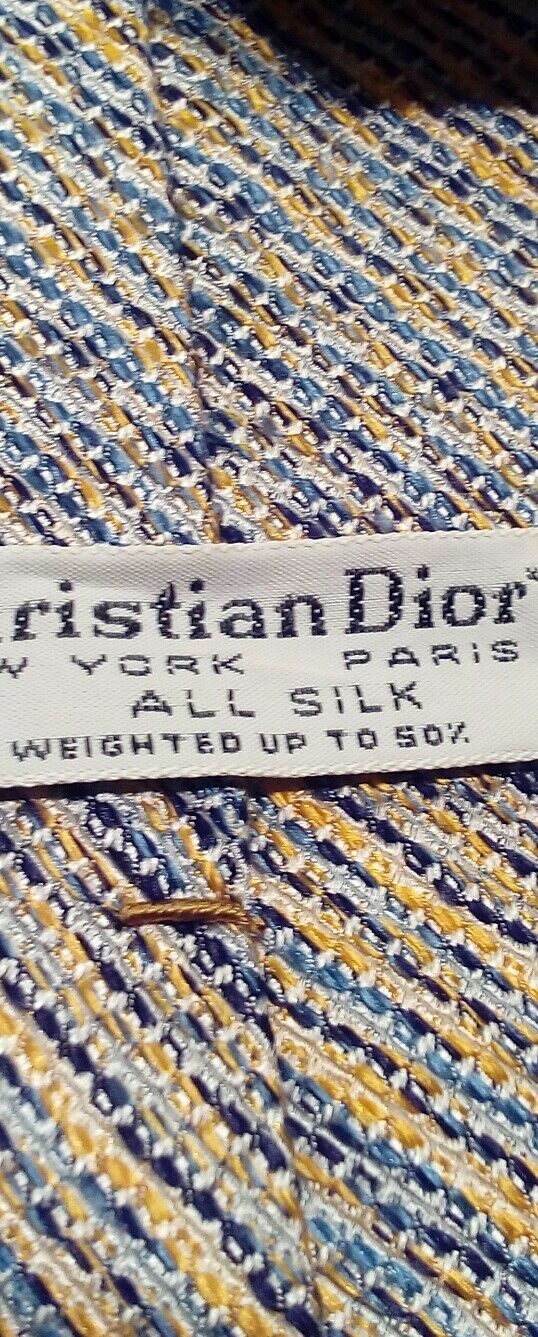 ristian Dior
W YORK PARIS
ALL SILK
WEIGHTED UP TO 50%